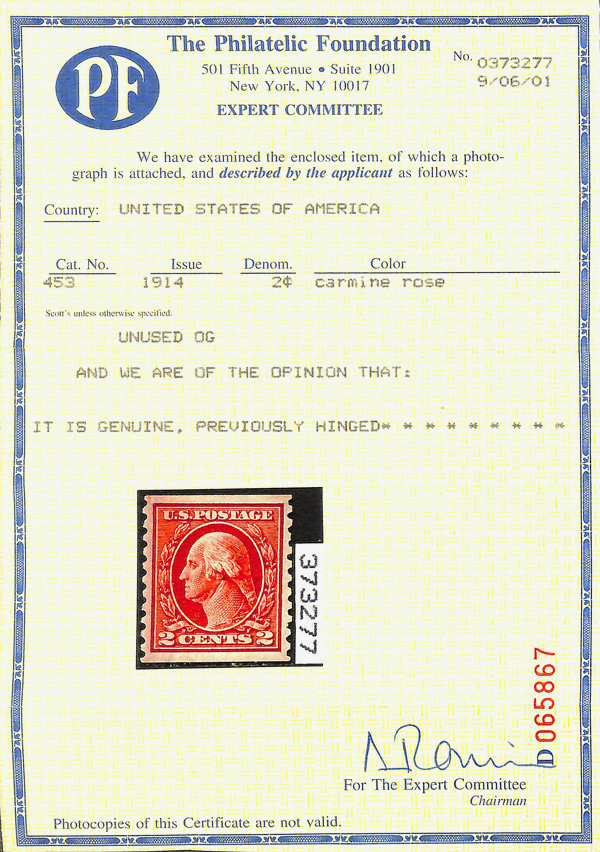 The Philatelic Foundation
PF
501 Fifth Avenue • Suite 1901
New York, NY 10017
EXPERT COMMITTEE
No. 0373277
9/06/01
We have examined the enclosed item, of which a photo-
graph is attached, and described by the applicant as follows:
Country: UNITED STATES OF AMERICA
Cat. No. Issue Denom. Color
453 1914 2¢ carmine rose
Scott's unless otherwise specified.
UNUSED OG
AND WE ARE OF THE OPINION THAT:
IT IS GENUINE, PREVIOUSLY HINGED* * * * * * * * *
U.S. POSTAGE
2 CENTS 2
373277
D 065867
For The Expert Committee
Chairman
Photocopies of this Certificate are not valid.